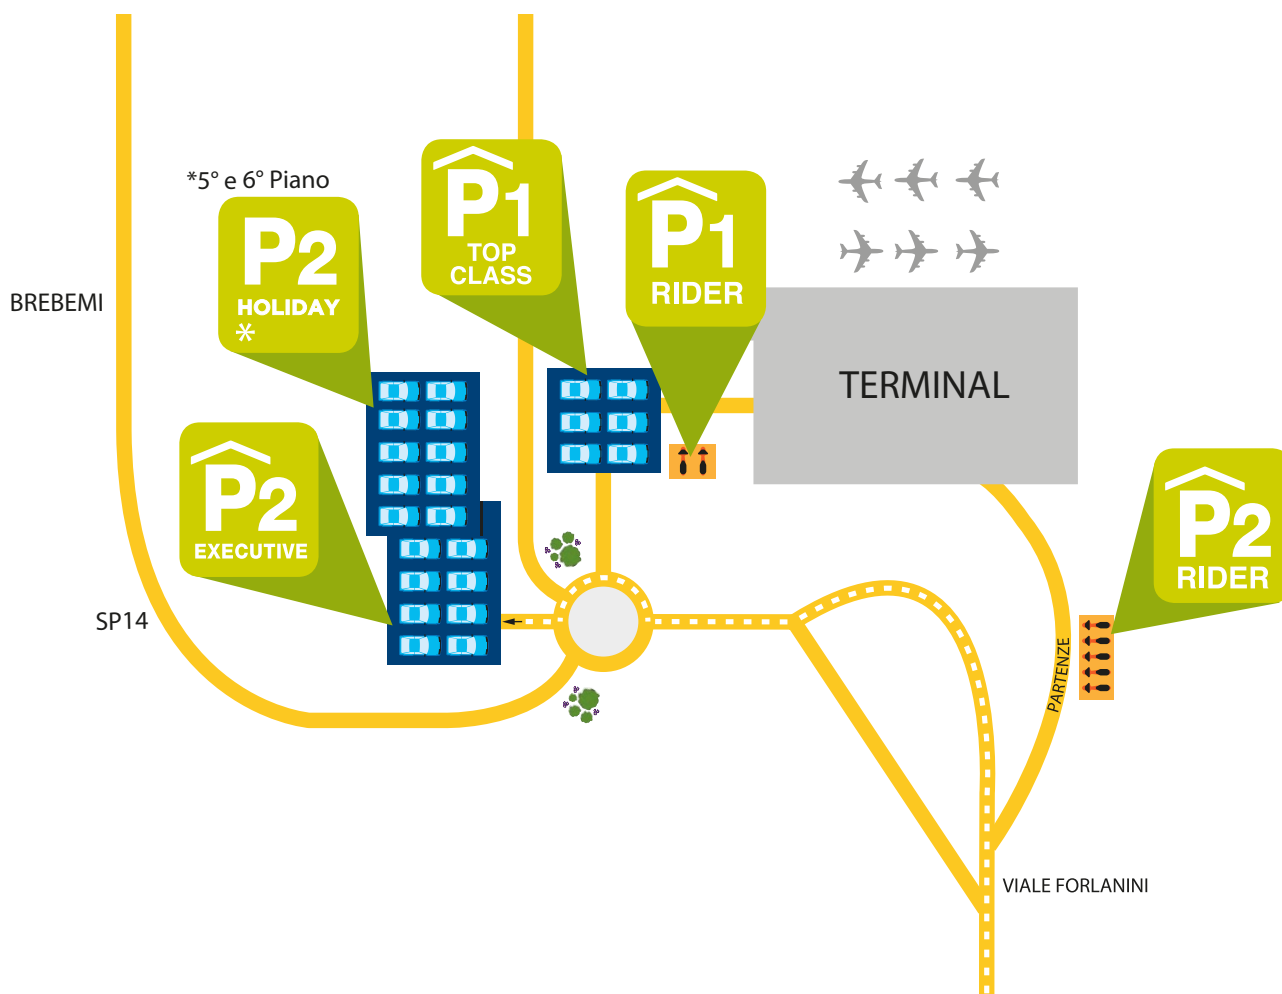 *5° e 6° Piano
P2
HOLIDAY
*
P1
TOP
CLASS
P1
RIDER
BREBEMI
TERMINAL
P2
EXECUTIVE
P2
RIDER
SP14
PARTENZE
VIALE FORLANINI